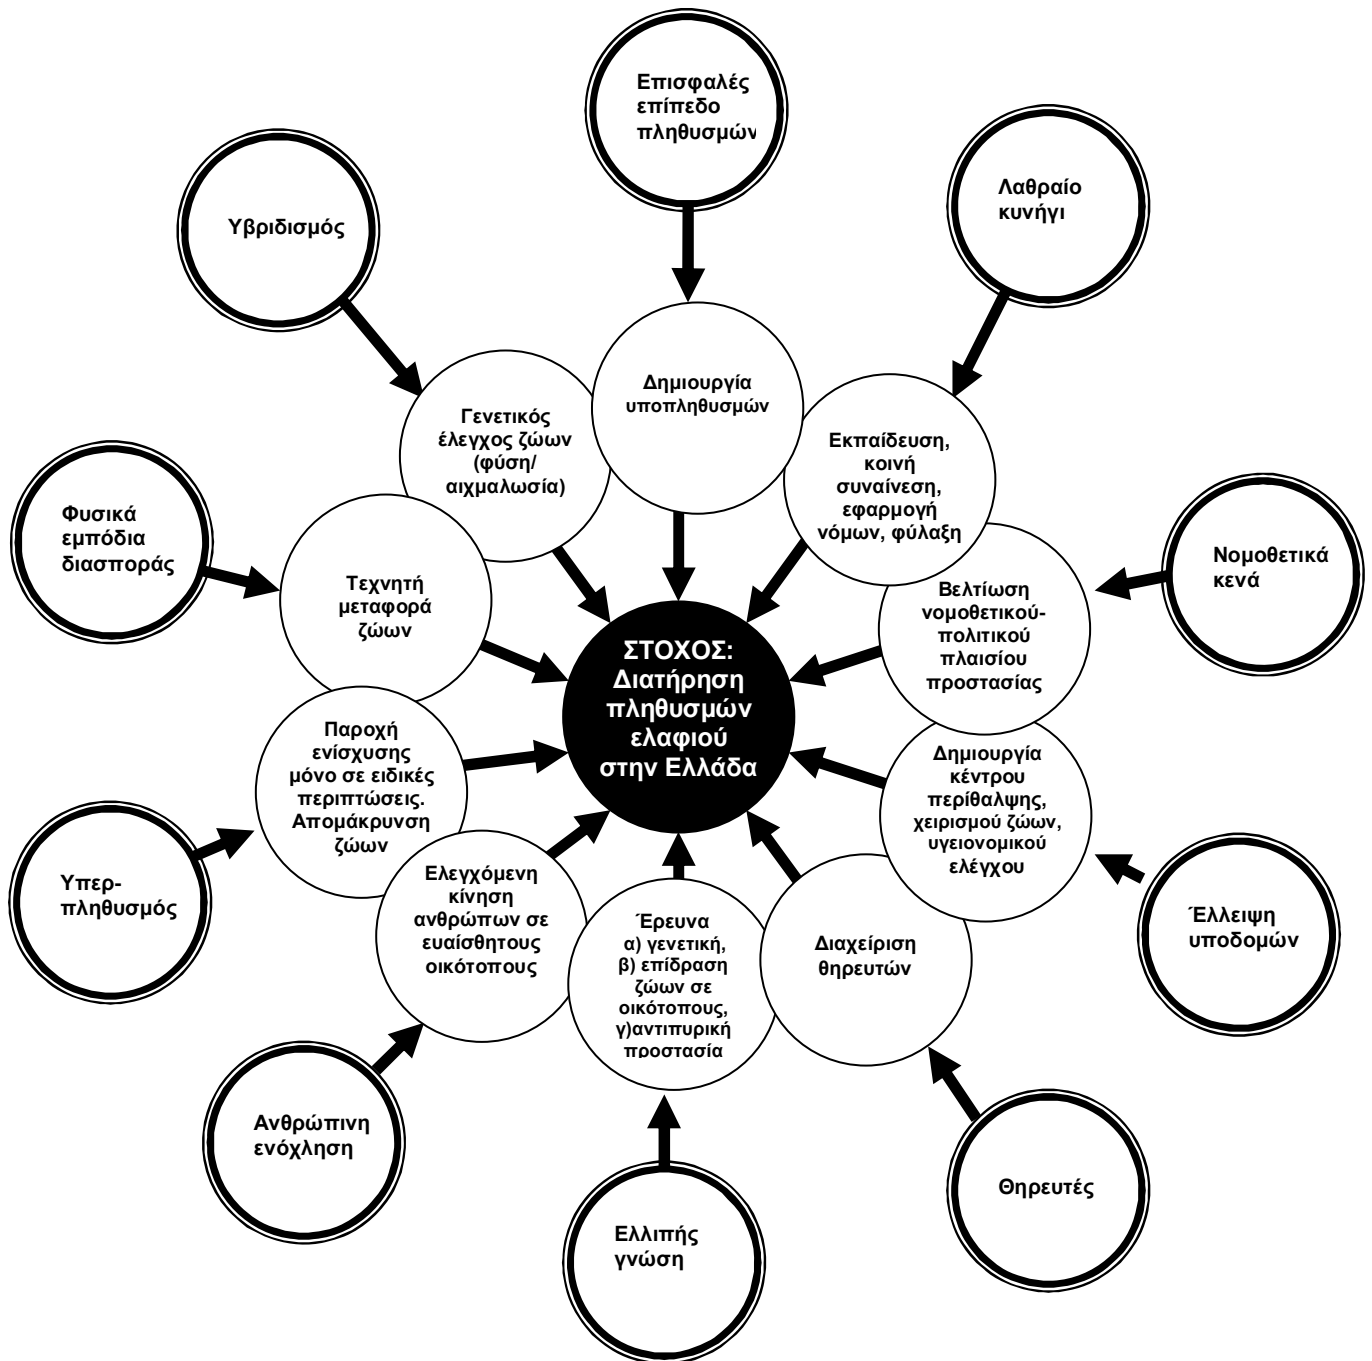 Επισφαλές
επίπεδο
πληθυσμών
Λαθραίο
κυνήγι
Υβριδισμός
Δημιουργία
υποπληθυσμών
Γενετικός
έλεγχος ζώων
(φύση/
αιχμαλωσία)
Εκπαίδευση,
κοινή
συναίνεση,
εφαρμογή
νόμων, φύλαξη
Φυσικά
εμπόδια
διασποράς
Νομοθετικά
κενά
Τεχνητή
μεταφορά
ζώων
Βελτίωση
νομοθετικού-
πολιτικού
πλαισίου
προστασίας
ΣΤΟΧΟΣ:
Διατήρηση
πληθυσμών
ελαφιού
στην Ελλάδα
Παροχή
ενίσχυσης
μόνο σε ειδικές
περιπτώσεις.
Απομάκρυνση
ζώων
Δημιουργία
κέντρου
περίθαλψης,
χειρισμού ζώων,
υγειονομικού
ελέγχου
Υπερ-
πληθυσμός
Ελεγχόμενη
κίνηση
ανθρώπων σε
ευαίσθητους
οικότοπους
Έρευνα
α) γενετική,
β) επίδραση
ζώων σε
οικότοπους,
γ)αντιπυρική
προστασία
Διαχείριση
θηρευτών
Έλλειψη
υποδομών
Ανθρώπινη
ενόχληση
Ελλιπής
γνώση
Θηρευτές